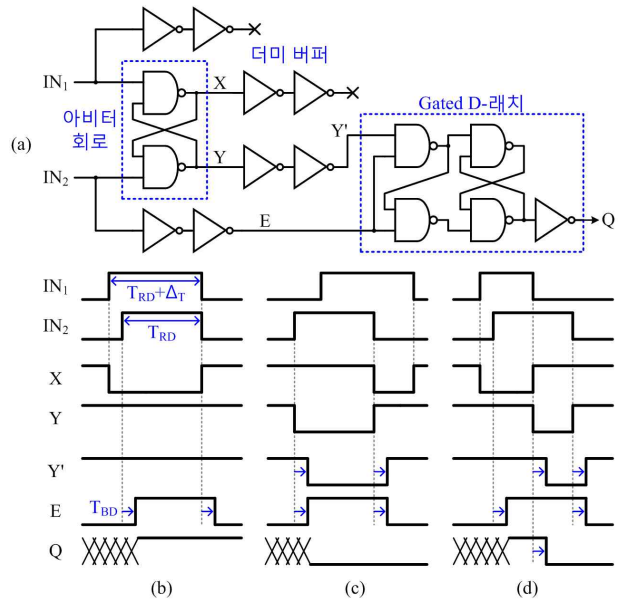 더미 버퍼
IN1
X
Gated D-래치
아비터
회로
(a)
Y'
Y
IN2
E
Q
IN1
TRD+ΔT
IN2
TRD
X
Y
Y'
E
TBD
Q
(b)
(c)
(d)